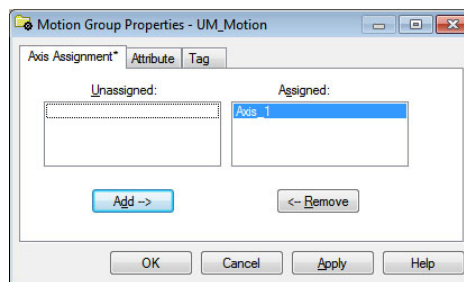 Motion Group Properties - UM_Motion
Axis Assignment* Attribute Tag
Unassigned: Assigned:
Axis_1
Add --> <-- Remove
OK Cancel Apply Help